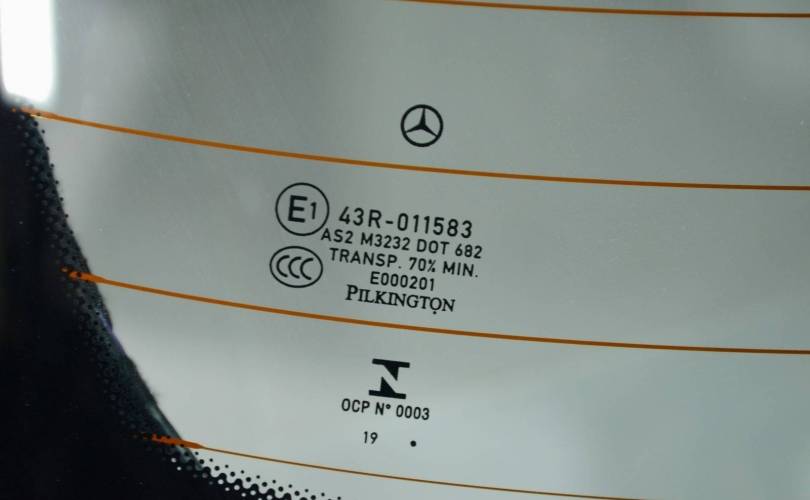 E1 43R-011583
AS2 M3232 DOT 682
TRANSP. 70% MIN.
CCC
E000201
PILKINGTON
N
OCP N° 0003
19 •